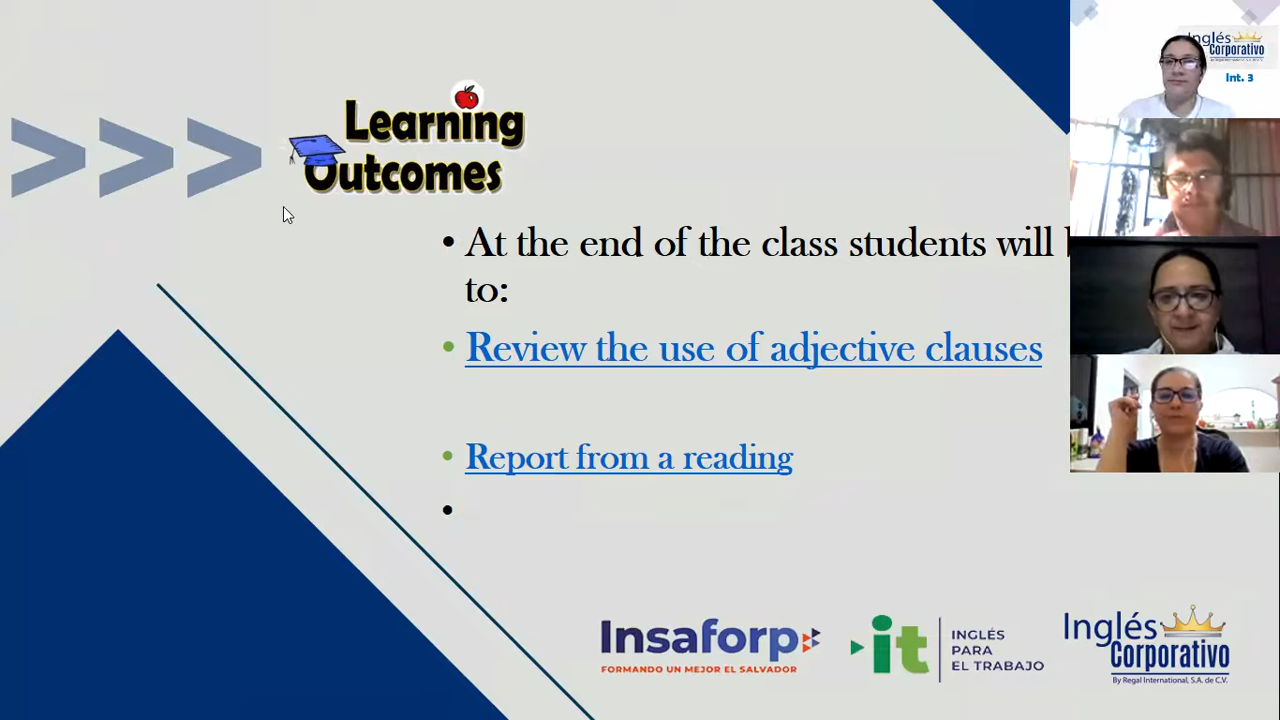 Learning
Outcomes
• At the end of the class students will
to:
• Review the use of adjective clauses
• Report from a reading
•
Inglés
Corporativo
Int. 3
Insaforp
FORMANDO UN MEJOR EL SALVADOR
it
INGLÉS
PARA
EL TRABAJO
Inglés
Corporativo
By Regal International, S.A. de C.V.